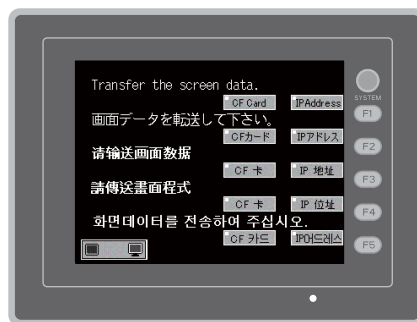 Transfer the screen data.
CF Card IPAddress
SYSTEM
F1
画面データを転送して下さい。
CFカード IPアドレス
F2
请输送画面数据
CF 卡 IP 地址
F3
請傳送畫面程式
CF 卡 IP 位址
F4
화면데이터를 전송하여 주십시오.
CF 카드 IP어드레스
F5